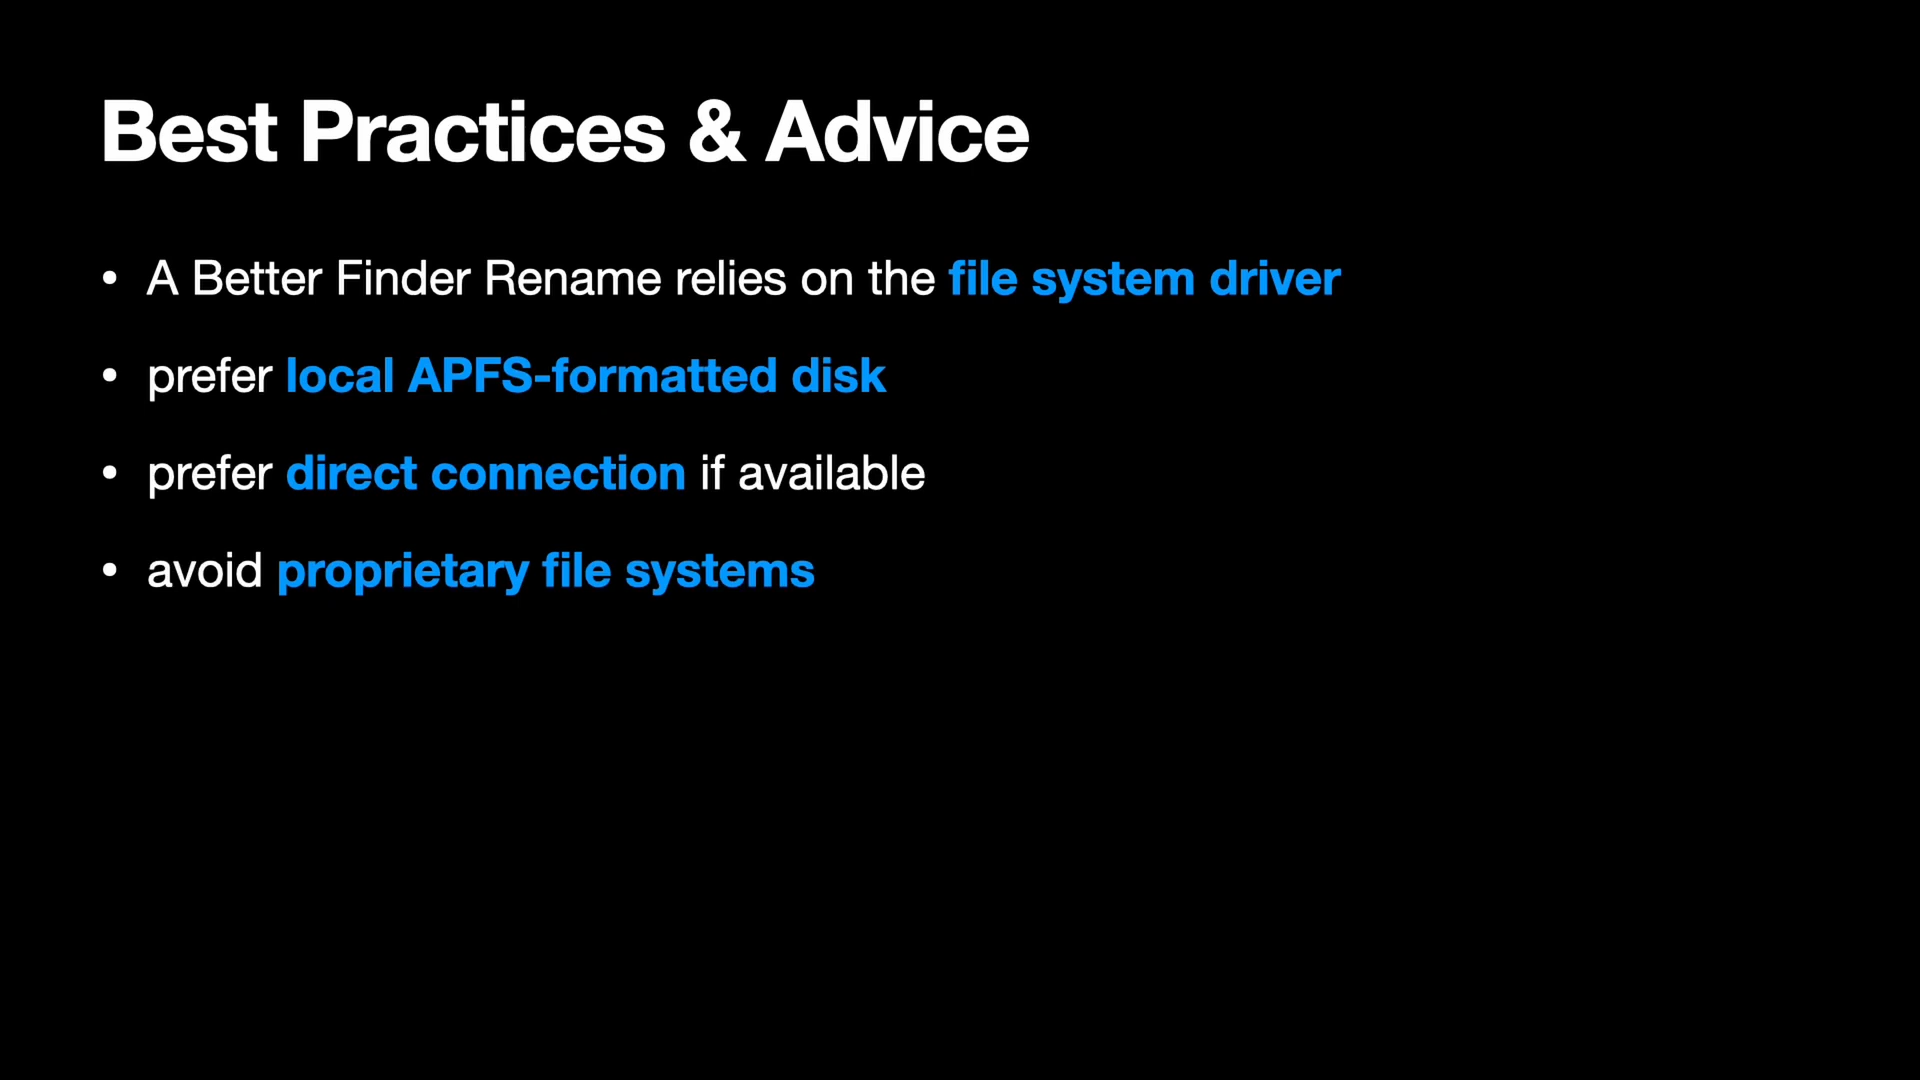 Best Practices & Advice
• A Better Finder Rename relies on the file system driver
• prefer local APFS-formatted disk
• prefer direct connection if available
• avoid proprietary file systems